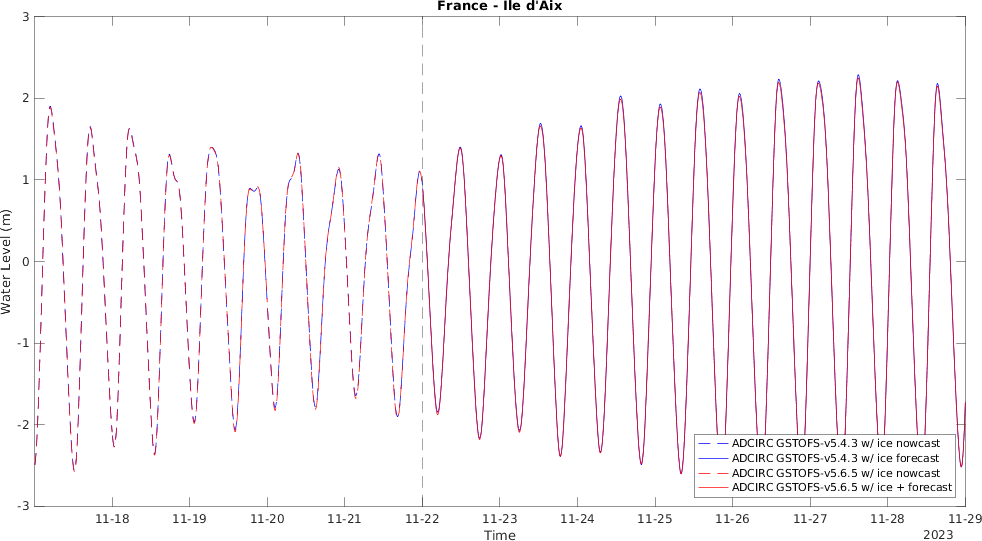 France - Ile d'Aix
3
2
1
0
-1
-2
-3
Water Level (m)
11-18
11-19
11-20
11-21
11-22
11-23
11-24
11-25
11-26
11-27
11-28
11-29
Time
2023
ADCIRC GSTOFS-v5.4.3 w/ ice nowcast
ADCIRC GSTOFS-v5.4.3 w/ ice forecast
ADCIRC GSTOFS-v5.6.5 w/ ice nowcast
ADCIRC GSTOFS-v5.6.5 w/ ice + forecast